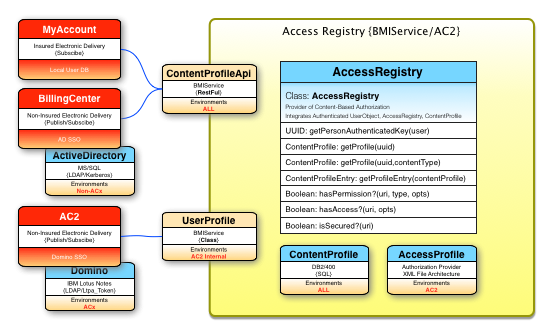 MyAccount
Insured Electronic Delivery
(Subscibe)
Local User DB
BillingCenter
Non-Insured Electronic Delivery
(Publish/Subscibe)
AD SSO
ActiveDirectory
MS/SQL
(LDAP/Kerberos)
Environments
Non-ACx
AC2
Non-Insured Electronic Delivery
(Publish/Subscibe)
Domino SSO
Domino
IBM Lotus Notes
(LDAP/Ltpa_Token)
Environments
ACx
ContentProfileApi
BMIService
(RestFul)
Environments
ALL
UserProfile
BMIService
(Class)
Environments
AC2 Internal
Access Registry {BMIService/AC2}
AccessRegistry
Class: AccessRegistry
Provider of Content-Based Authorization
Integrates Authenticated UserObject, AccessRegistry, ContentProfile
UUID: getPersonAuthenticatedKey(user)
ContentProfile: getProfile(uuid)
ContentProfile: getProfile(uuid,contentType)
ContentProfileEntry: getProfileEntry(contentProfile)
Boolean: hasPermission?(uri, type, opts)
Boolean: hasAccess?(uri, opts)
Boolean: isSecured?(uri)
ContentProfile
DB2/400
(SQL)
Environments
ALL
AccessProfile
Authorization Provider
XML File Architecture
Environments
AC2